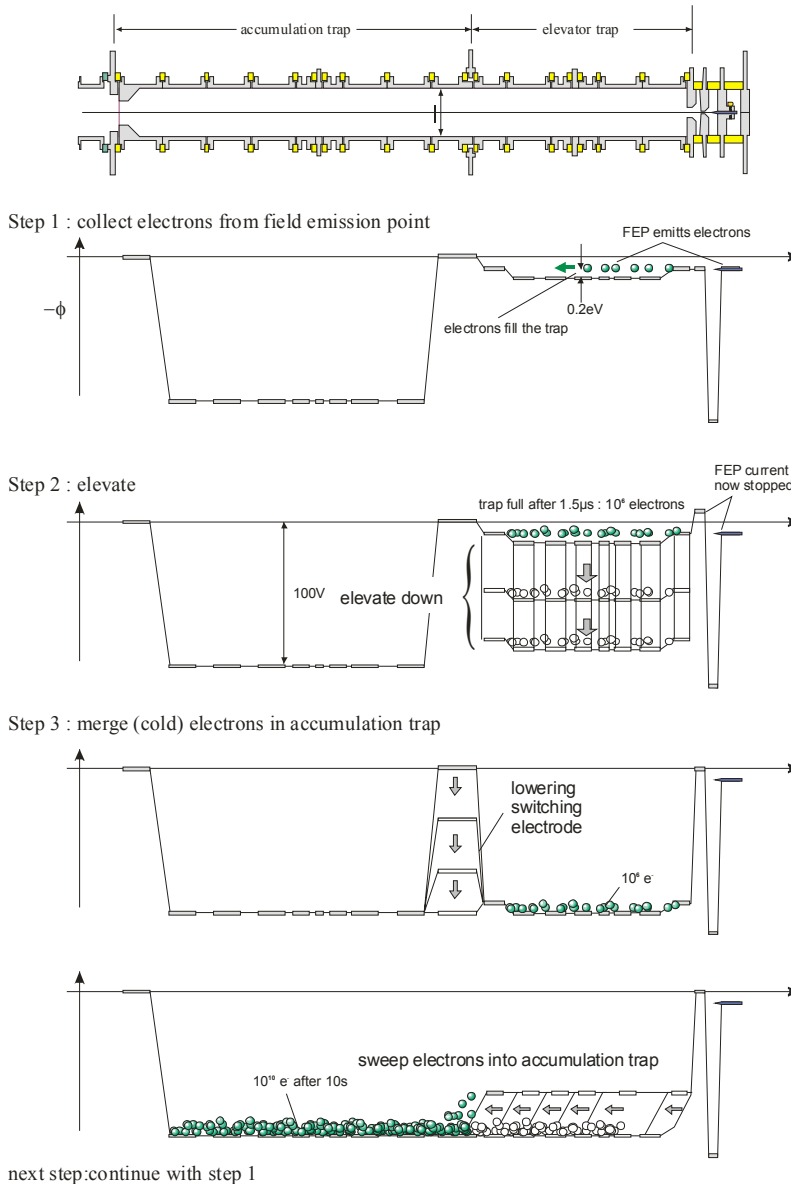 accumulation trap
elevator trap
Step 1 : collect electrons from field emission point
FEP emits electrons
−ϕ
0.2eV
electrons fill the trap
Step 2 : elevate
FEP current
now stopped
trap full after 1.5µs : 10⁶ electrons
100V
elevate down
Step 3 : merge (cold) electrons in accumulation trap
lowering
switching
electrode
10⁶ e⁻
sweep electrons into accumulation trap
10¹⁰ e⁻ after 10s
next step:continue with step 1